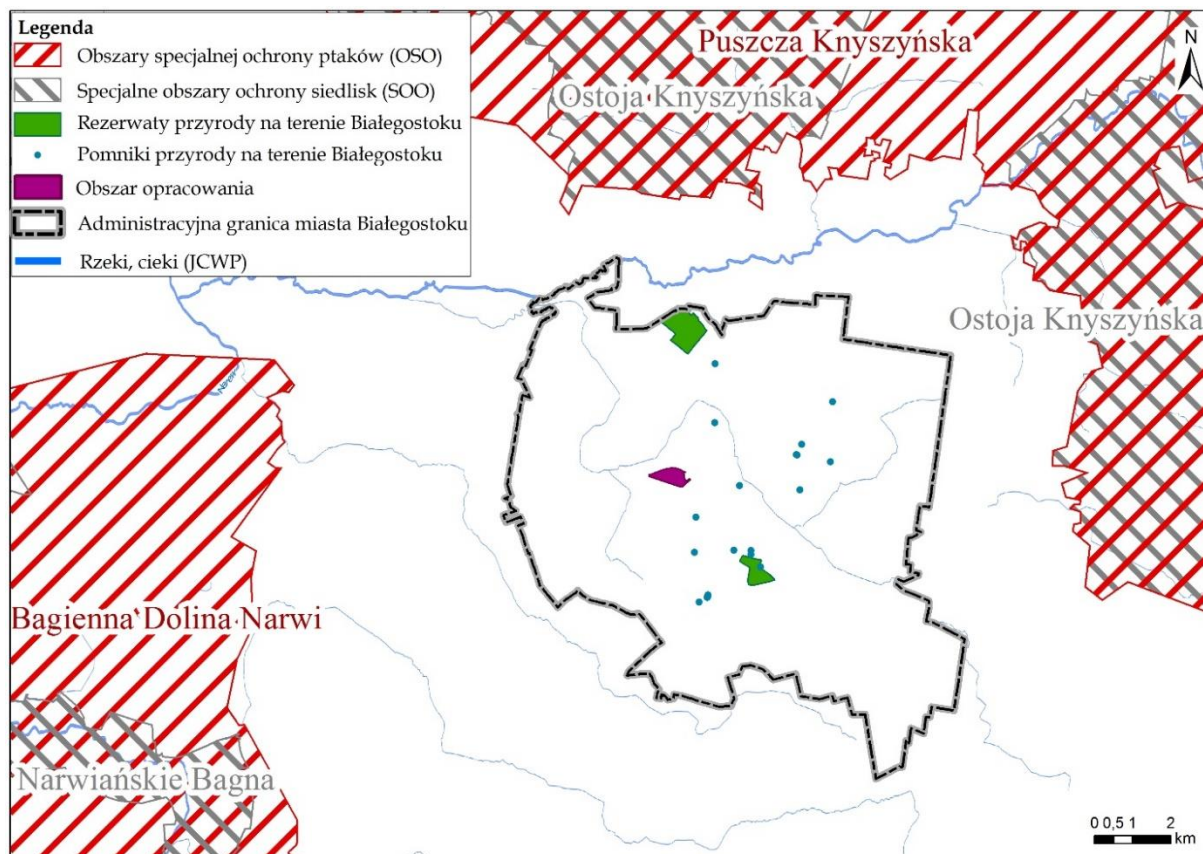 Legenda
Obszary specjalnej ochrony ptaków (OSO)
Specjalne obszary ochrony siedlisk (SOO)
Rezerwaty przyrody na terenie Białegostoku
Pomniki przyrody na terenie Białegostoku
Obszar opracowania
Administracyjna granica miasta Białegostoku
Rzeki, cieki (JCWP)
Puszcza Knyszyńska
Ostoja Knyszyńska
N
Ostoja Knyszyńska
Bagienna Dolina Narwi
Narwiańskie Bagna
0 0,5 1 2
km